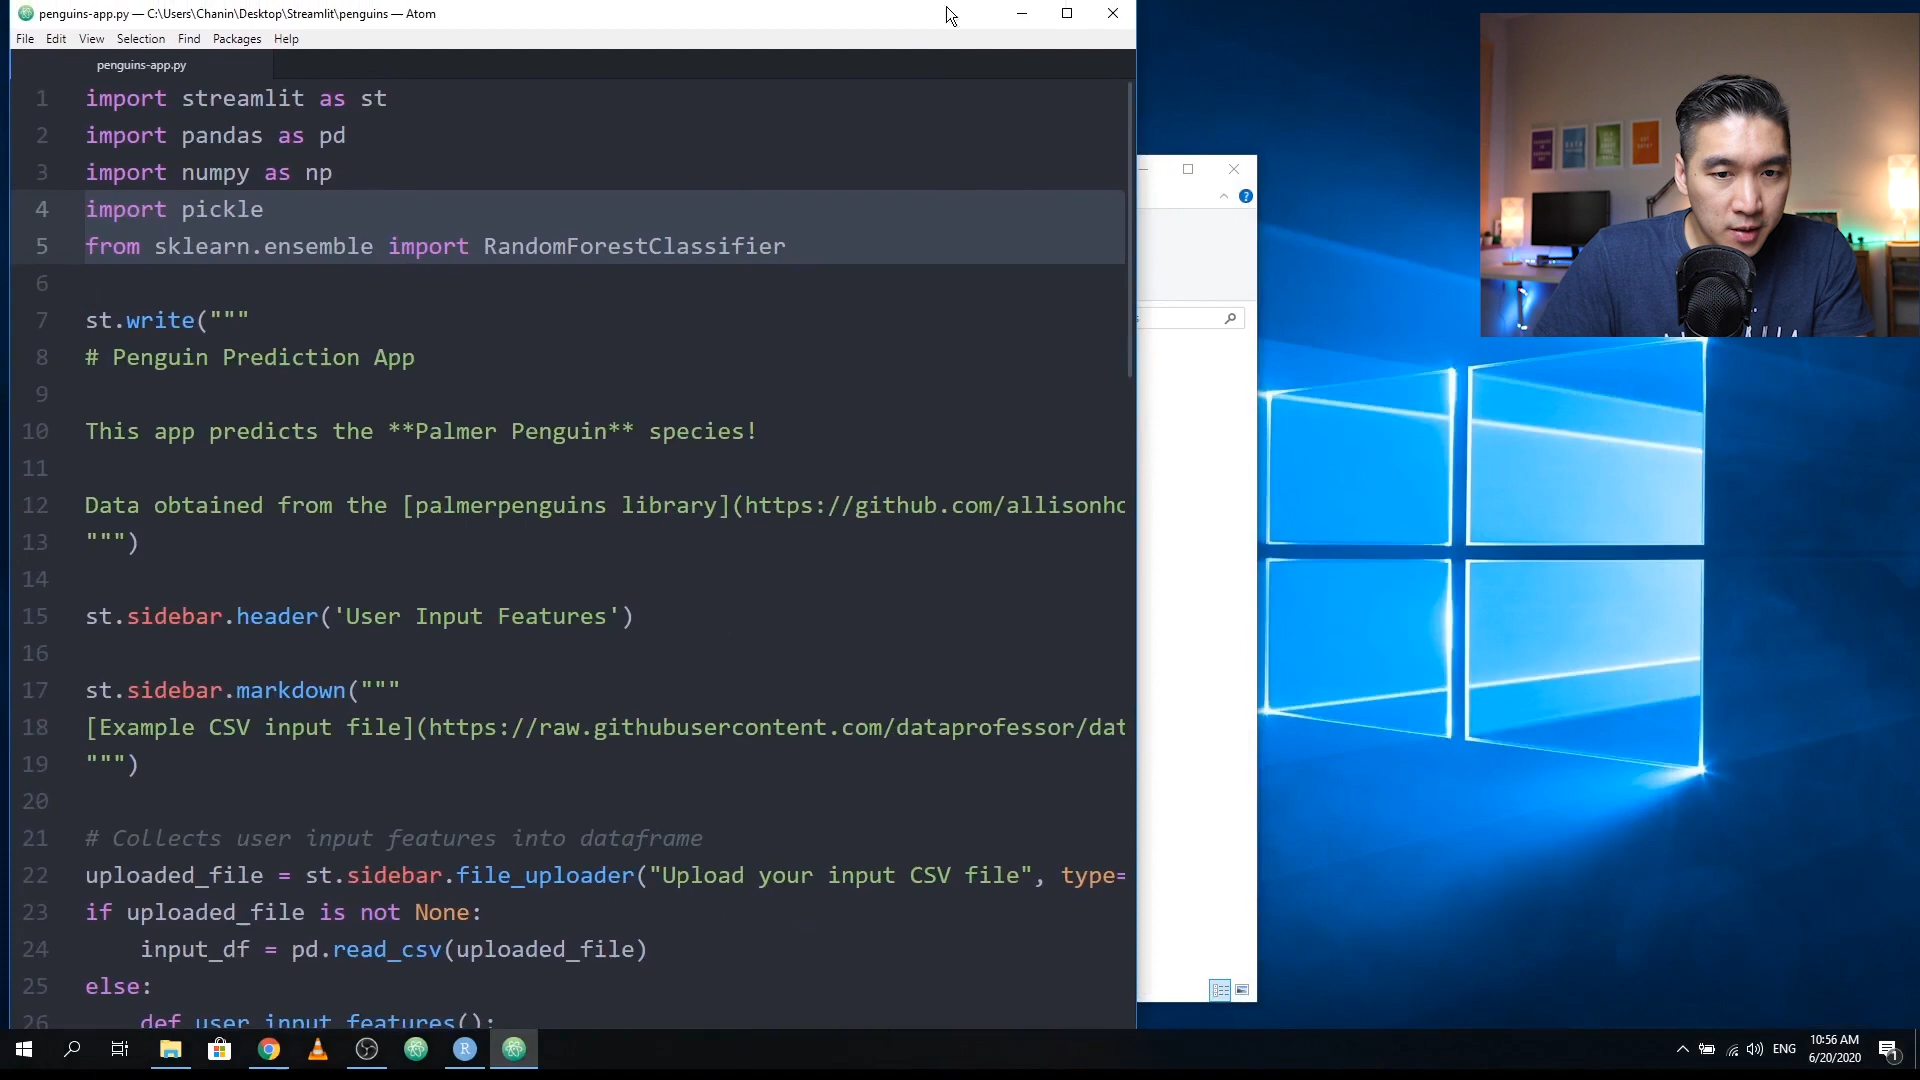 penguins-app.py — C:\Users\Chanin\Desktop\Streamlit\penguins — Atom
File Edit View Selection Find Packages Help
penguins-app.py
1 import streamlit as st
2 import pandas as pd
3 import numpy as np
4 import pickle
5 from sklearn.ensemble import RandomForestClassifier
6
7 st.write("""
8 # Penguin Prediction App
9
10 This app predicts the **Palmer Penguin** species!
11
12 Data obtained from the [palmerpenguins library](https://github.com/allisonho
13 """)
14
15 st.sidebar.header('User Input Features')
16
17 st.sidebar.markdown("""
18 [Example CSV input file](https://raw.githubusercontent.com/dataprofessor/dat
19 """)
20
21 # Collects user input features into dataframe
22 uploaded_file = st.sidebar.file_uploader("Upload your input CSV file", type=
23 if uploaded_file is not None:
24     input_df = pd.read_csv(uploaded_file)
25 else:
26     def user_input_features():
ENG
10:56 AM
6/20/2020